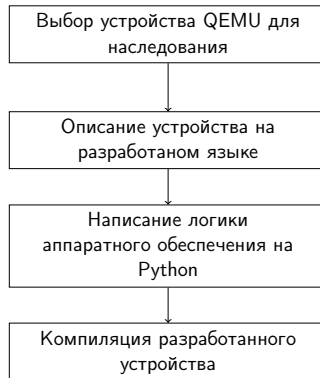 Выбор устройства QEMU для
наследования
Описание устройства на
разработаном языке
Написание логики
аппаратного обеспечения на
Python
Компиляция разработанного
устройства